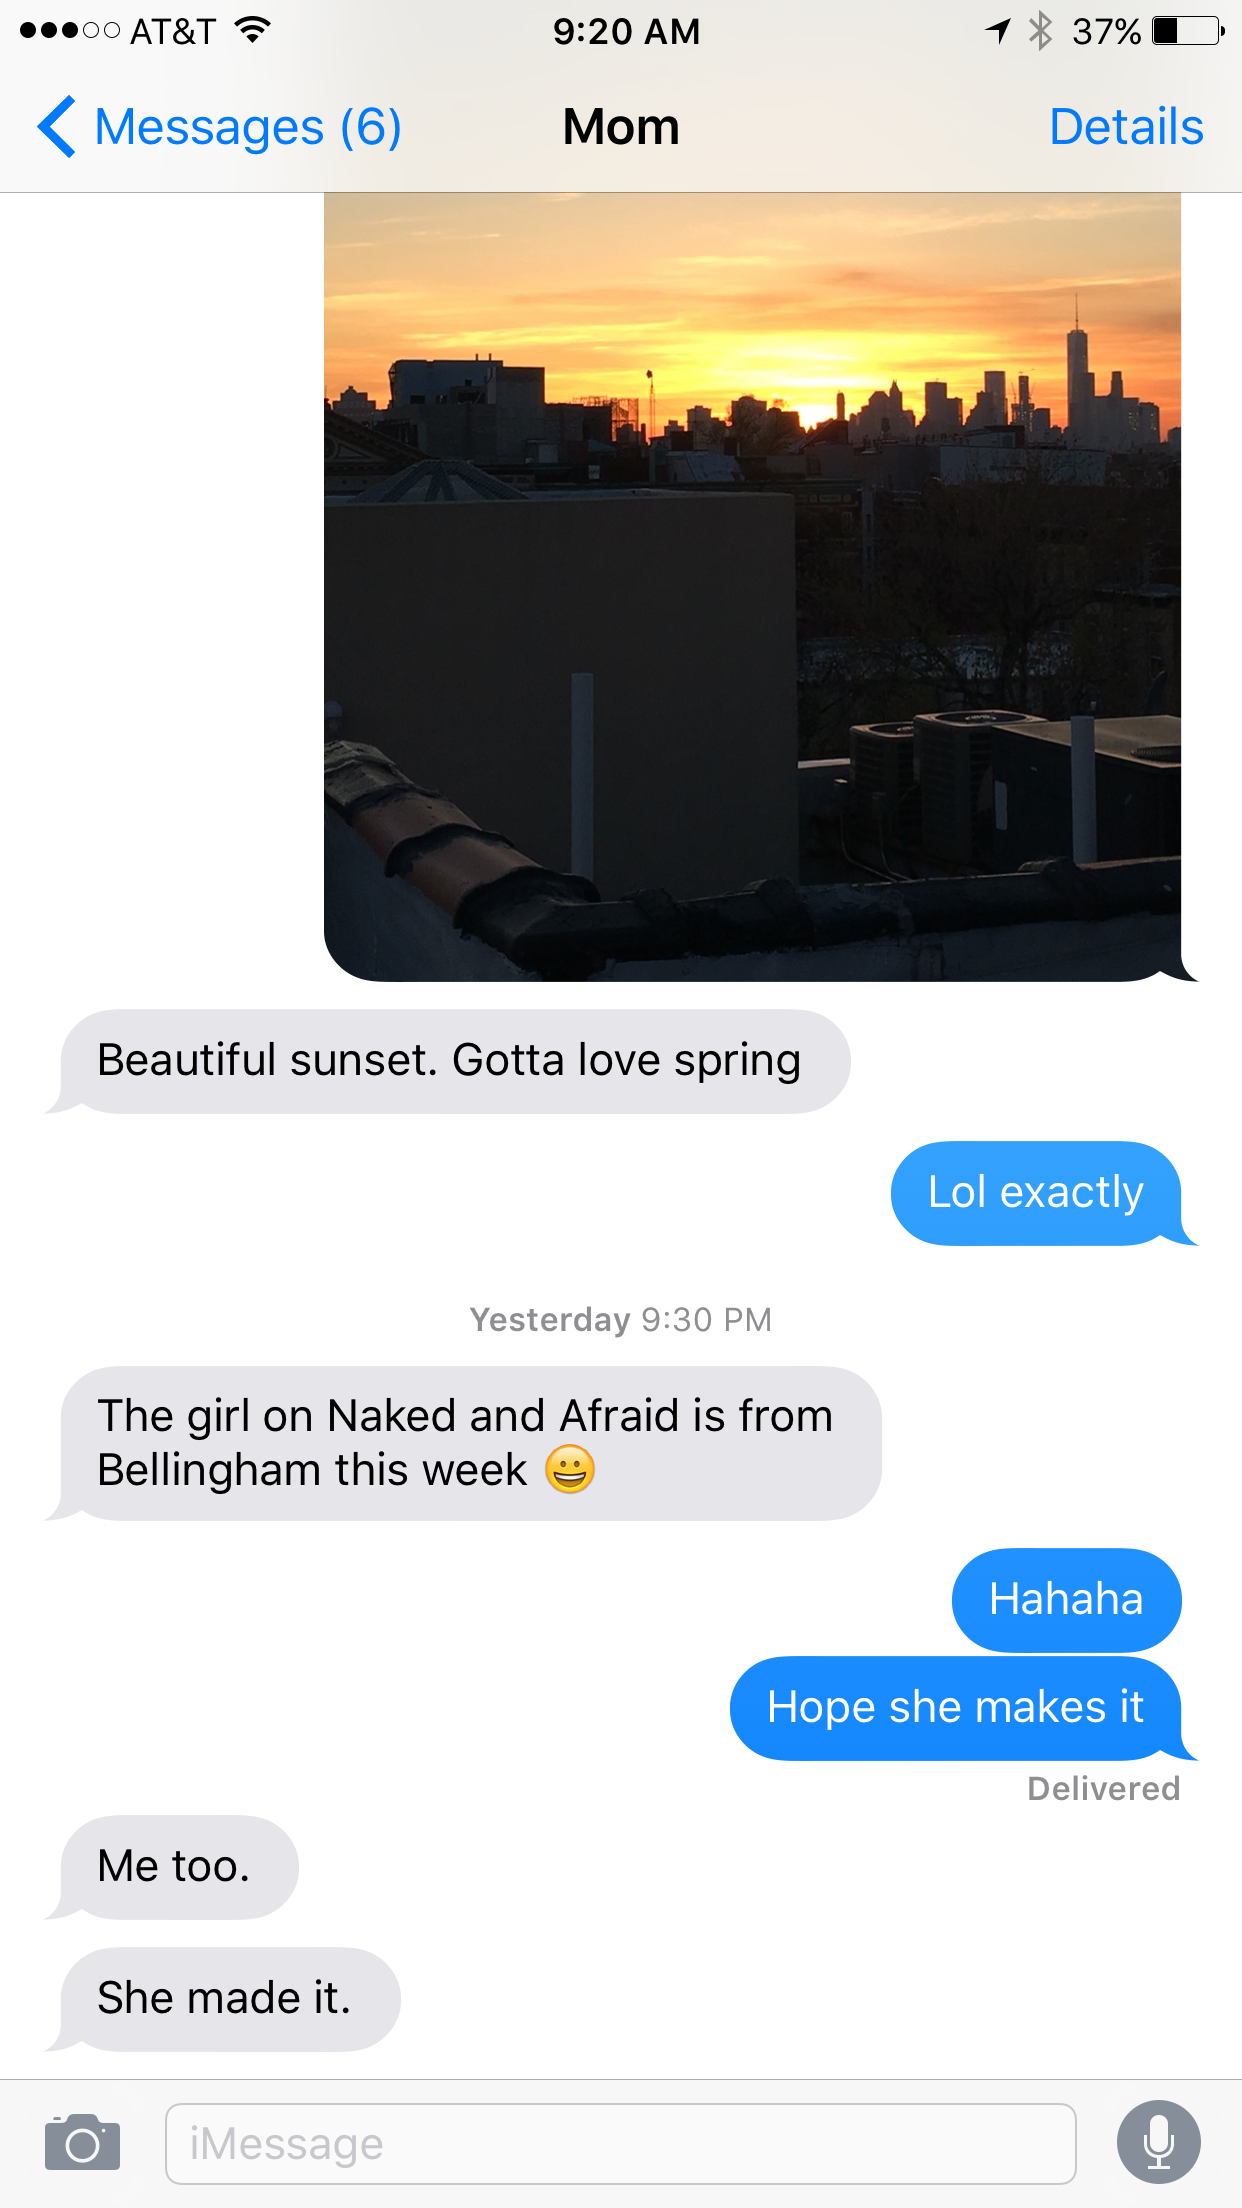 AT&T 9:20 AM 37%
Messages (6) Mom Details
Beautiful sunset. Gotta love spring
Lol exactly
Yesterday 9:30 PM
The girl on Naked and Afraid is from
Bellingham this week 😀
Hahaha
Hope she makes it
Delivered
Me too.
She made it.
iMessage